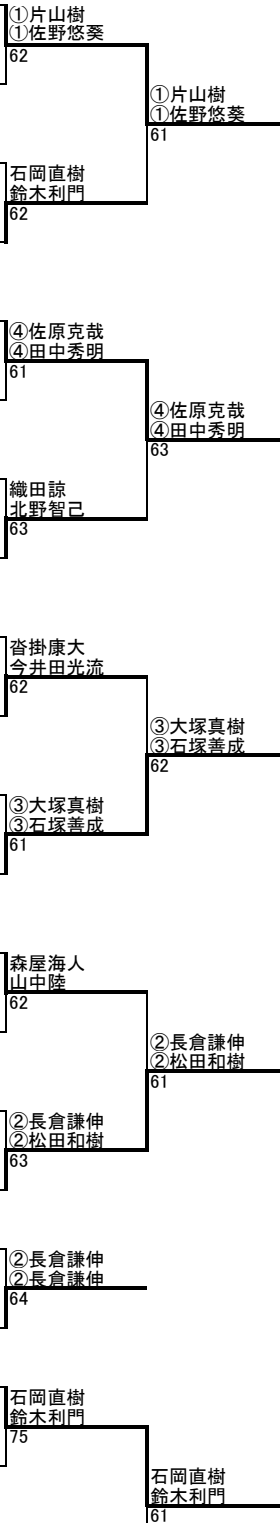 ①片山樹
①佐野悠葵
62
①片山樹
①佐野悠葵
61
石岡直樹
鈴木利門
62
④佐原克哉
④田中秀明
61
④佐原克哉
④田中秀明
63
織田諒
北野智己
63
沓掛康大
今井田光流
62
③大塚真樹
③石塚善成
62
③大塚真樹
③石塚善成
61
森屋海人
山中陸
62
②長倉謙伸
②松田和樹
61
②長倉謙伸
②松田和樹
63
②長倉謙伸
②長倉謙伸
64
石岡直樹
鈴木利門
75
石岡直樹
鈴木利門
61